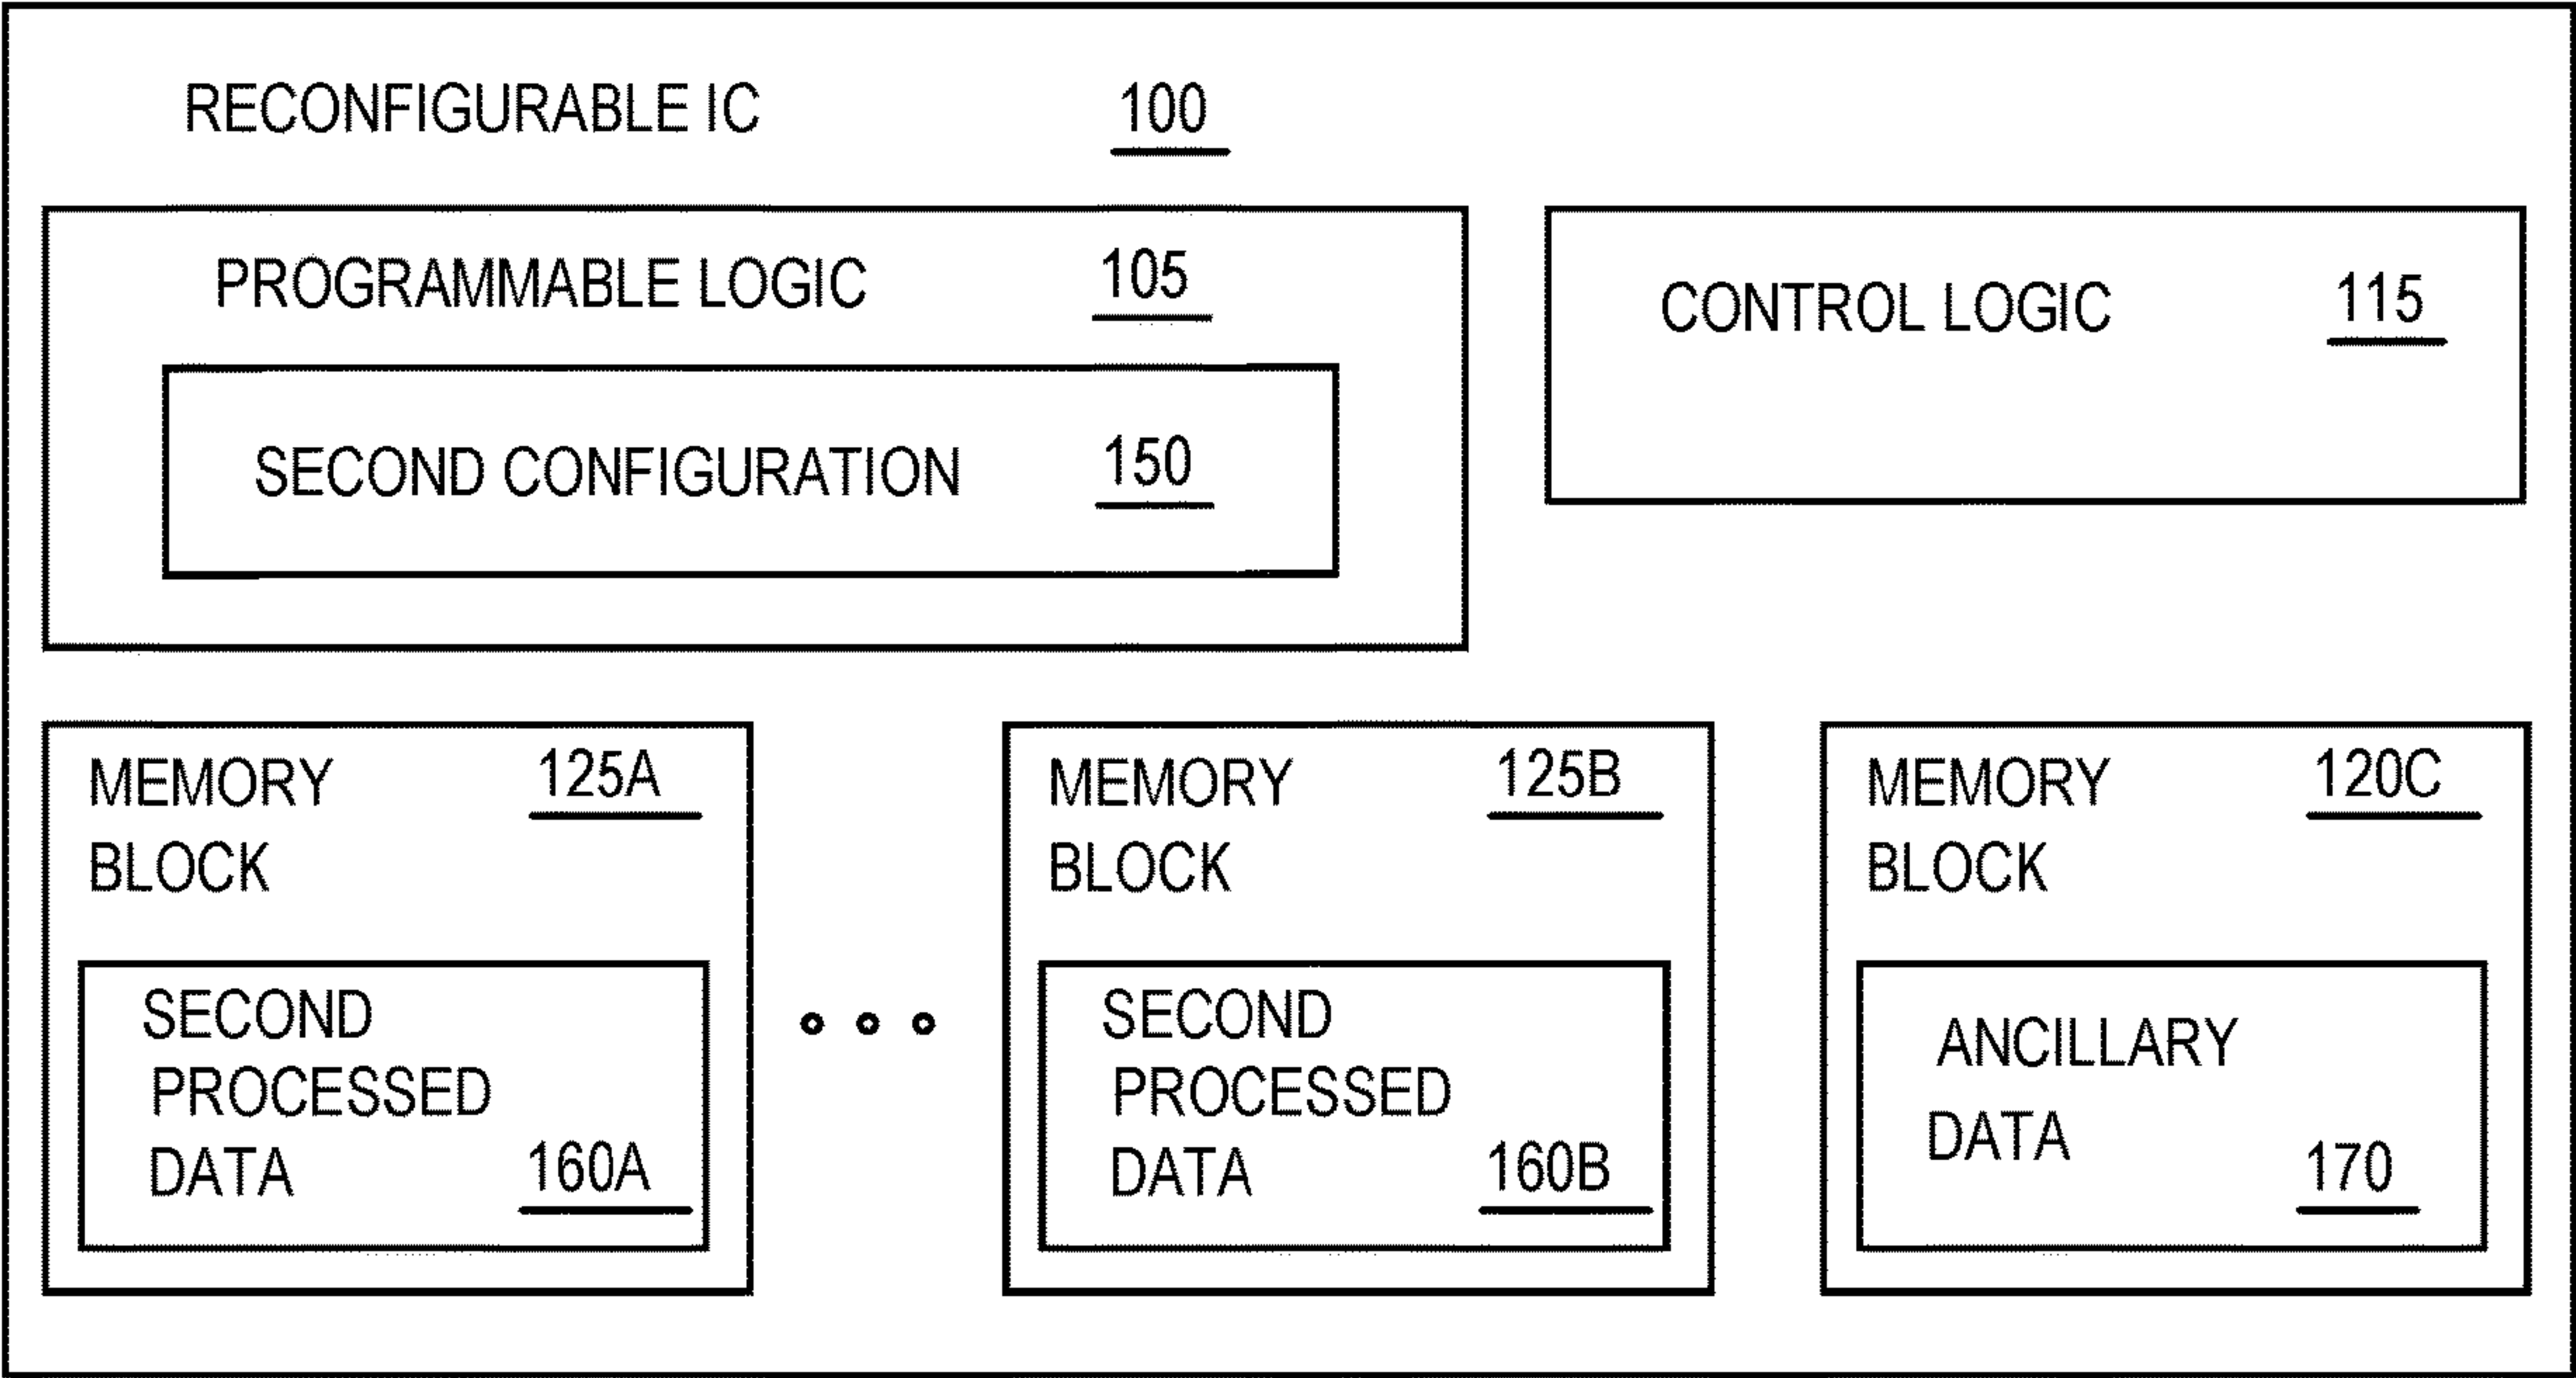 RECONFIGURABLE IC 100
PROGRAMMABLE LOGIC 105
SECOND CONFIGURATION 150
CONTROL LOGIC 115
MEMORY 125A
BLOCK
SECOND
PROCESSED
DATA 160A
MEMORY 125B
BLOCK
SECOND
PROCESSED
DATA 160B
MEMORY 120C
BLOCK
ANCILLARY
DATA 170